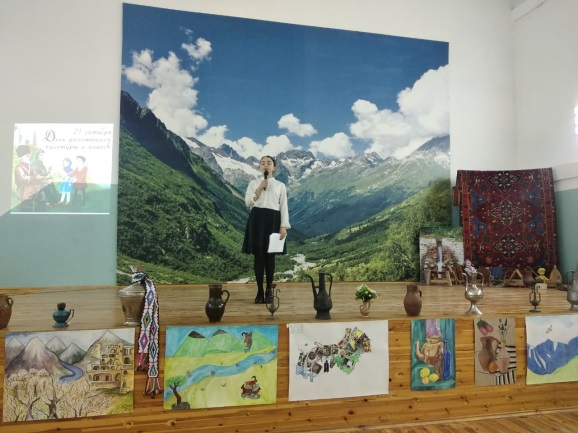 21 октября
День дагестанской
культуры и языков